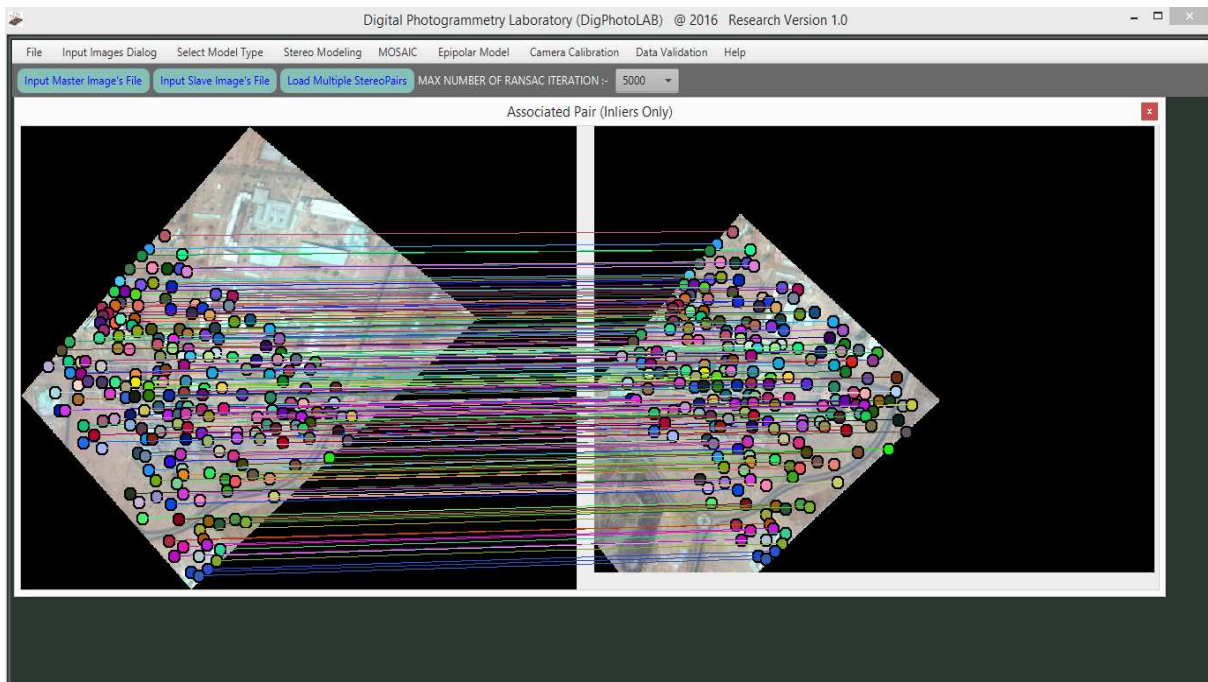 Digital Photogrammetry Laboratory (DigPhotoLAB) @ 2016 Research Version 1.0
File Input Images Dialog Select Model Type Stereo Modeling MOSAIC Epipolar Model Camera Calibration Data Validation Help
Input Master Image's File Input Slave Image's File Load Multiple StereoPairs MAX NUMBER OF RANSAC ITERATION :- 5000
Associated Pair (Inliers Only)